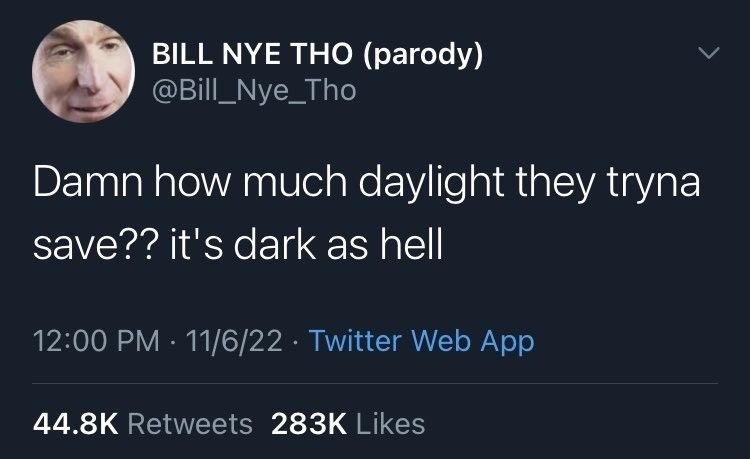 BILL NYE THO (parody)
@Bill_Nye_Tho
Damn how much daylight they tryna
save?? it's dark as hell
12:00 PM · 11/6/22 · Twitter Web App
44.8K Retweets 283K Likes